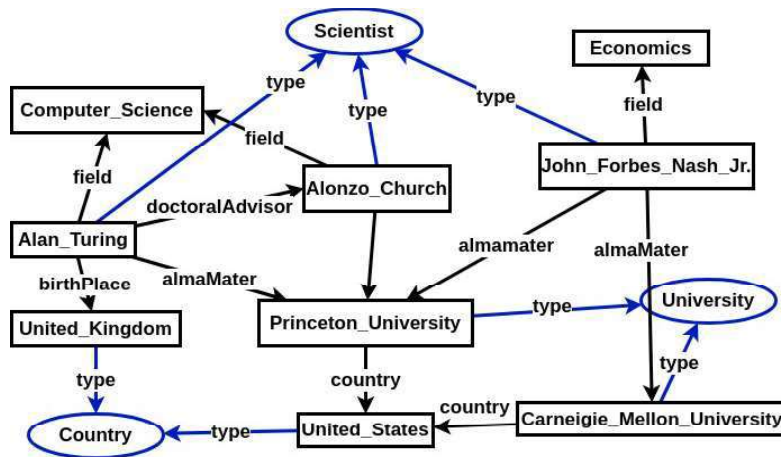 Scientist
Economics
type
Computer_Science
type
type
field
field
field
John_Forbes_Nash_Jr.
Alonzo_Church
doctoralAdvisor
Alan_Turing
almamater
almaMater
birthPlace
almaMater
University
United_Kingdom
Princeton_University
type
type
country
type
country
Carneigie_Mellon_University
Country
type
United_States